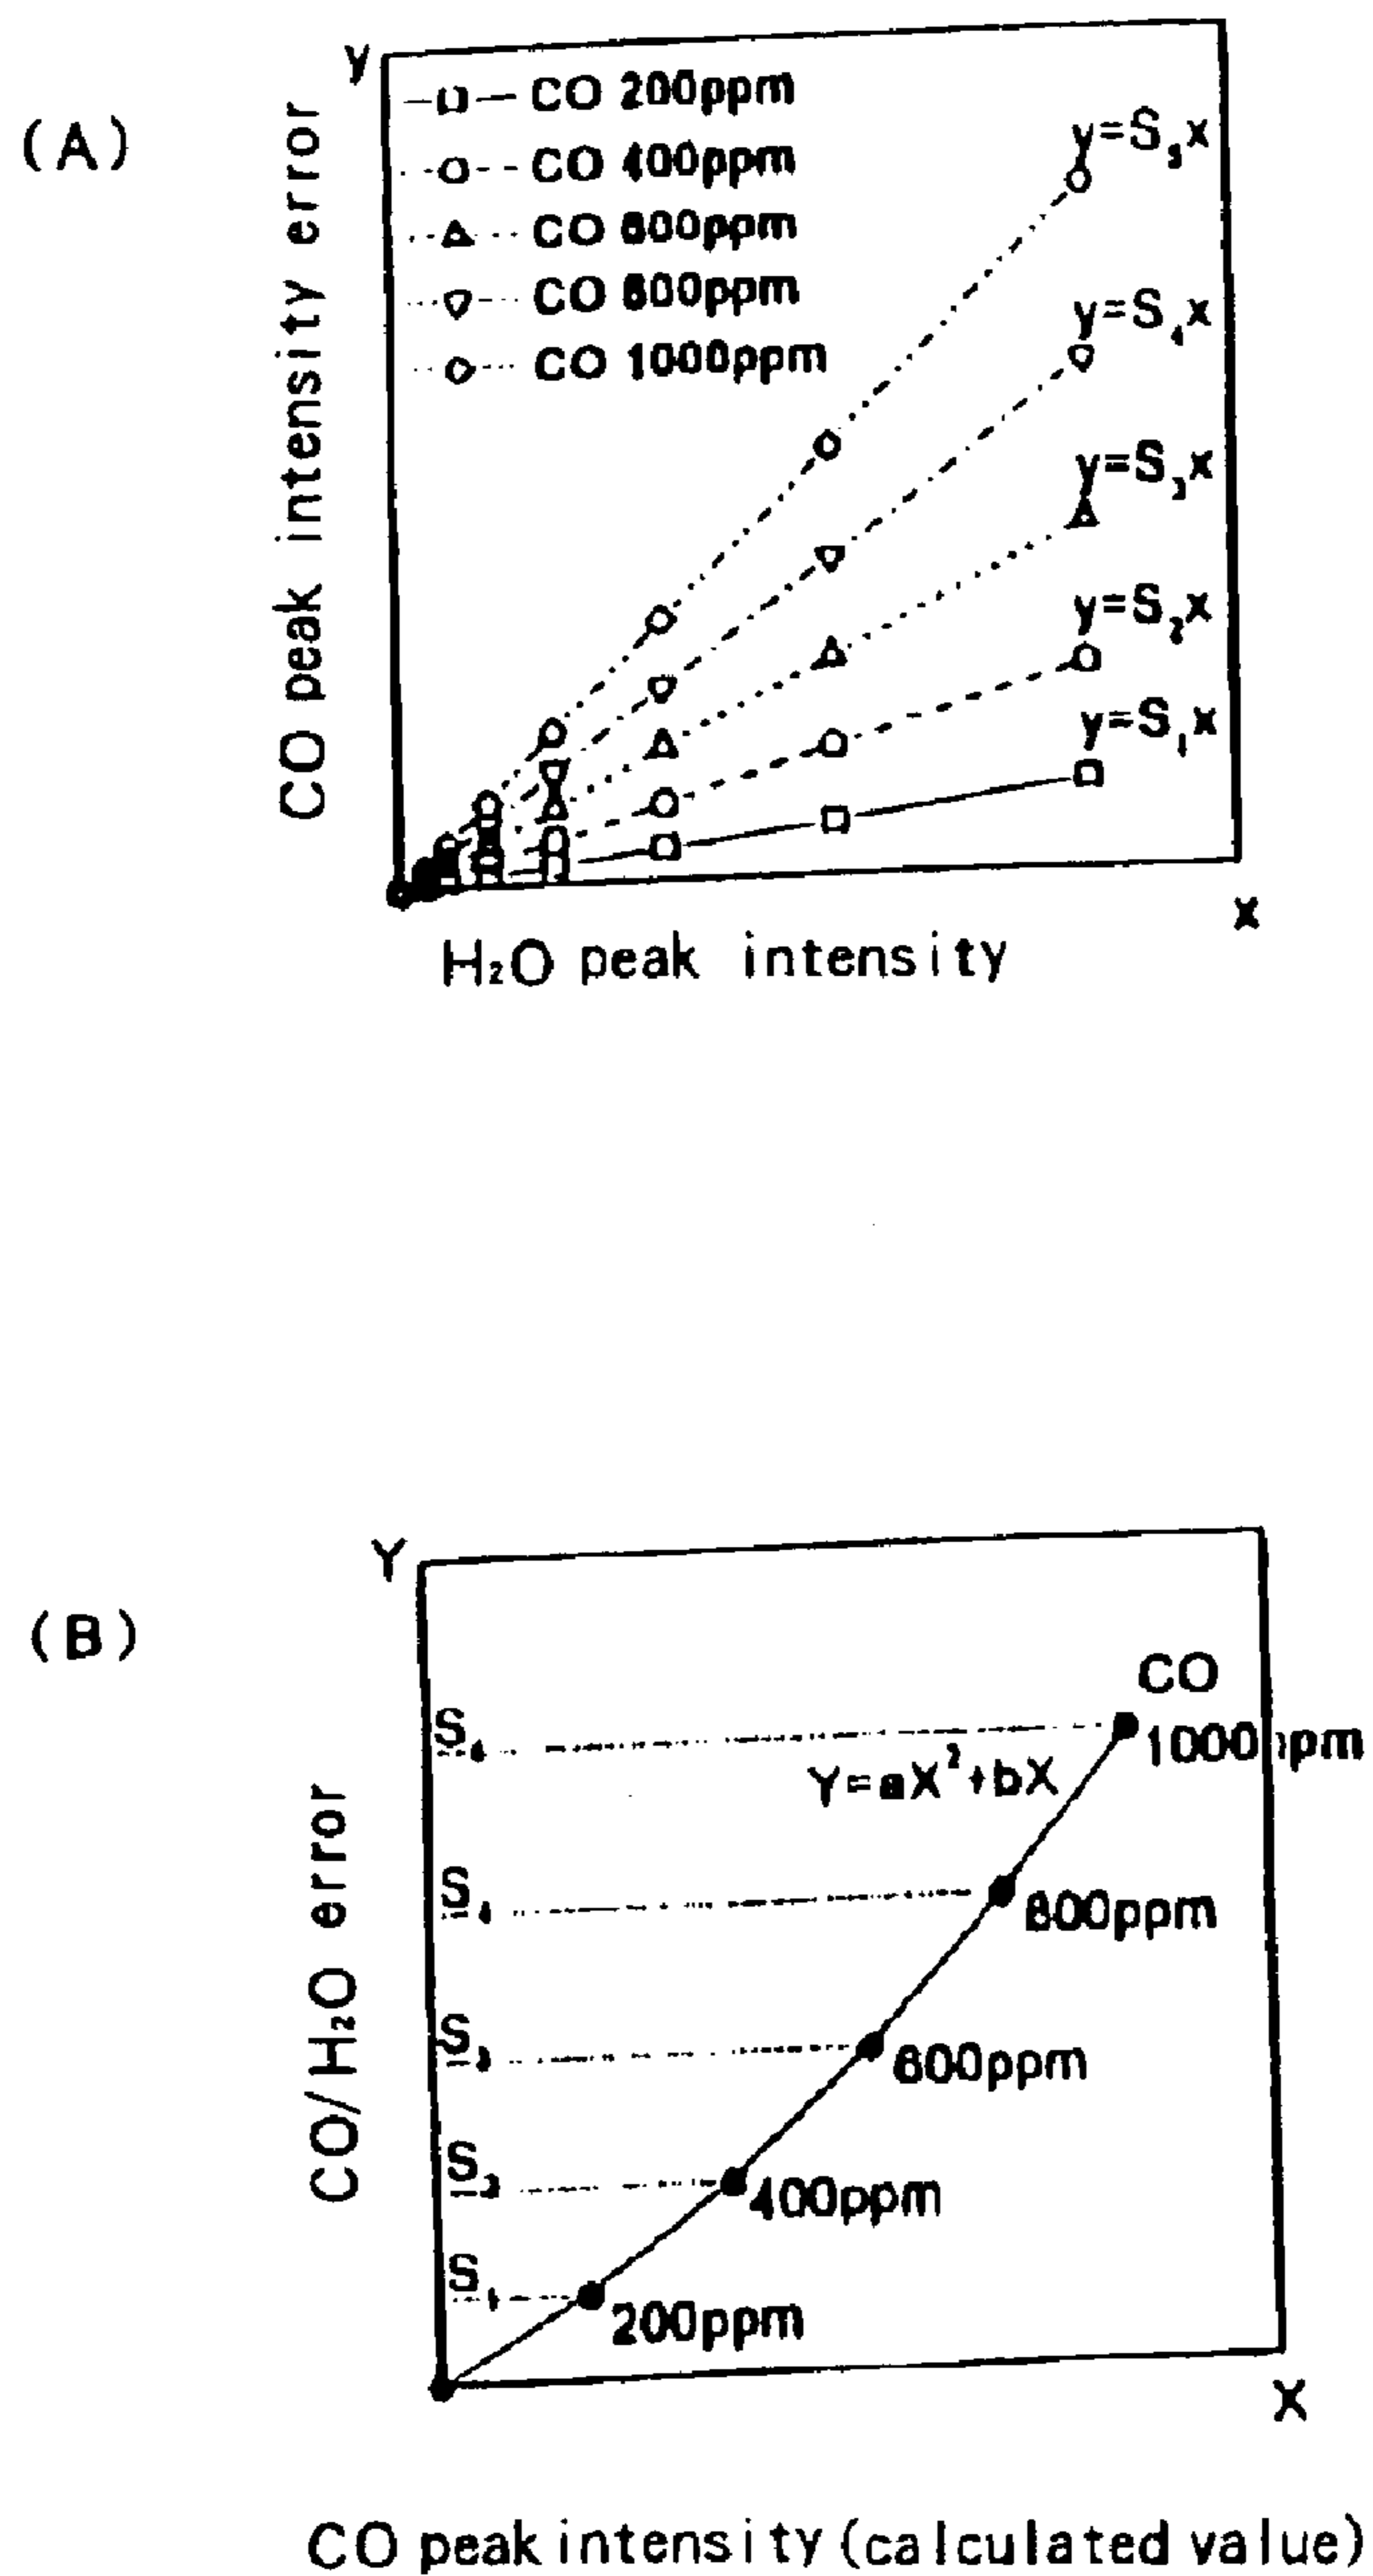 (A)
y
CO 200ppm
CO 400ppm
CO 600ppm
CO 800ppm
CO 1000ppm
y=S₅x
y=S₄x
y=S₃x
y=S₂x
y=S₁x
CO peak intensity error
x
H₂O peak intensity
(B)
Y
CO
1000ppm
Y=aX²+bX
800ppm
600ppm
400ppm
200ppm
S₄
S₃
S₁
CO/H₂O error
X
CO peak intensity (calculated value)